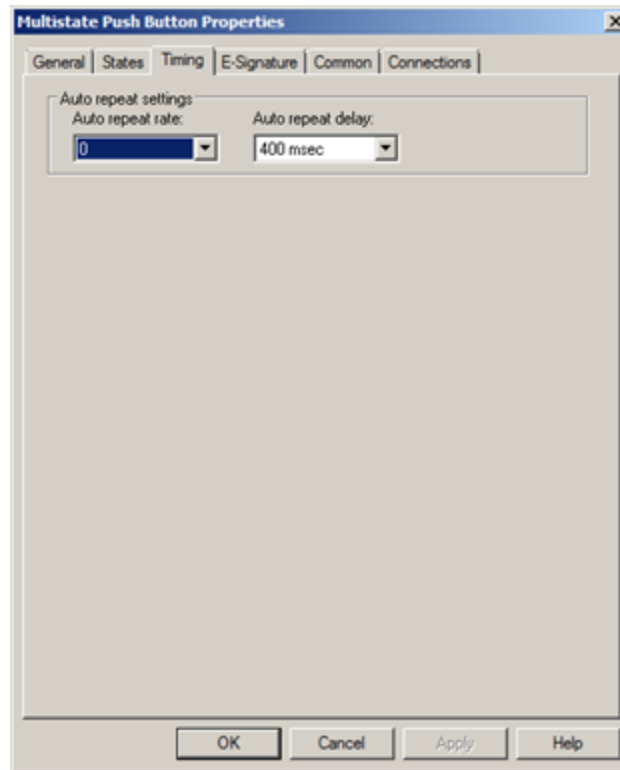 Multistate Push Button Properties
General States Timing E-Signature Common Connections
Auto repeat settings
Auto repeat rate: Auto repeat delay:
0 400 msec
OK Cancel Apply Help